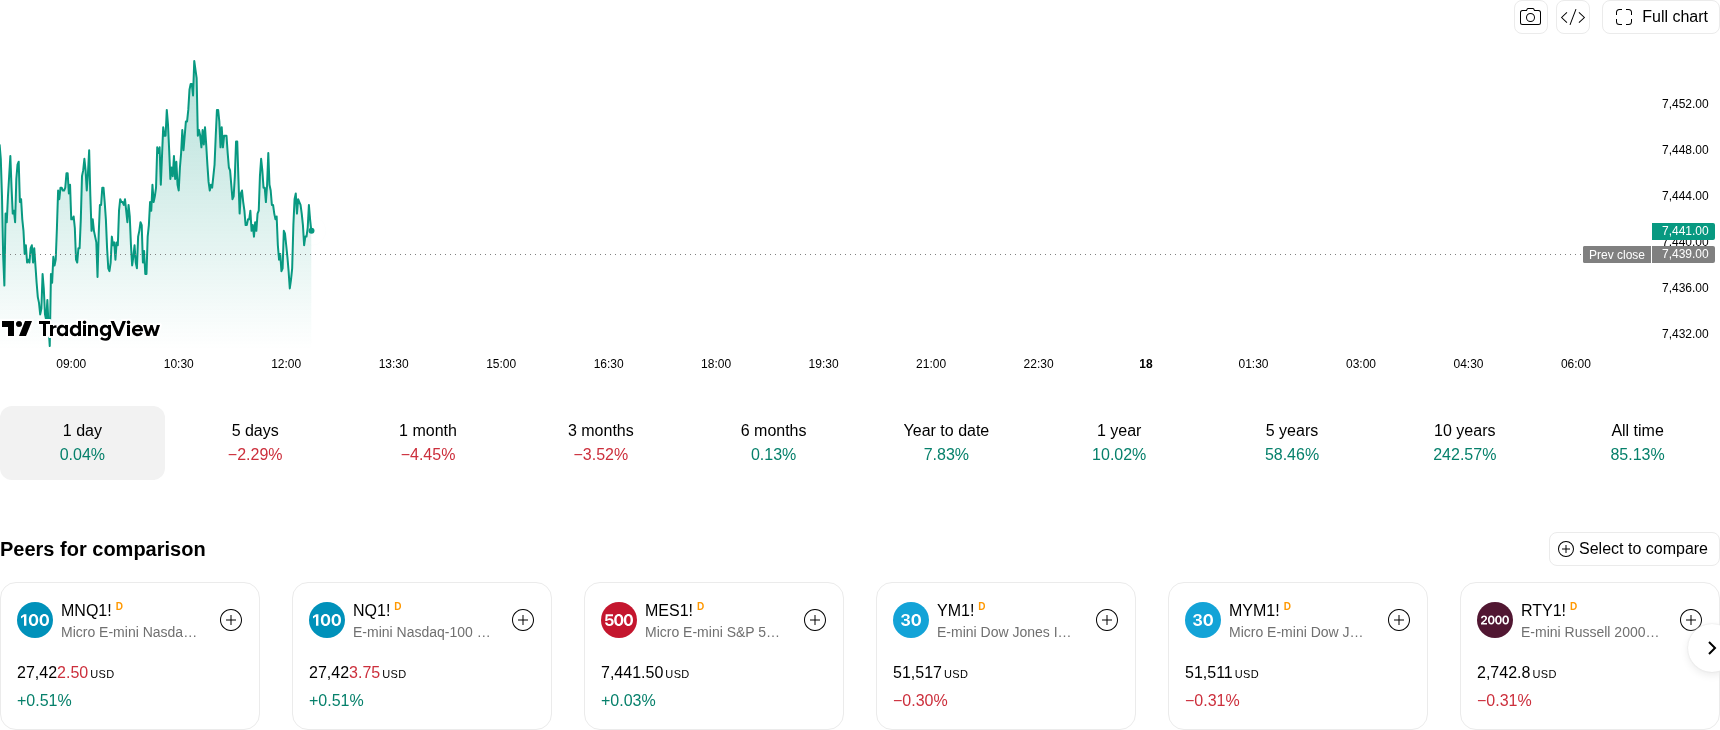 Full chart
7,452.00
7,448.00
7,444.00
7,441.00
7,440.00
Prev close 7,439.00
7,436.00
7,432.00
TradingView
09:00 10:30 12:00 13:30 15:00 16:30 18:00 19:30 21:00 22:30 18 01:30 03:00 04:30 06:00
1 day 5 days 1 month 3 months 6 months Year to date 1 year 5 years 10 years All time
0.04% −2.29% −4.45% −3.52% 0.13% 7.83% 10.02% 58.46% 242.57% 85.13%
Peers for comparison
Select to compare
100 MNQ1! D
Micro E-mini Nasda…
27,422.50 USD
+0.51%
100 NQ1! D
E-mini Nasdaq-100 …
27,423.75 USD
+0.51%
500 MES1! D
Micro E-mini S&P 5…
7,441.50 USD
+0.03%
30 YM1! D
E-mini Dow Jones I…
51,517 USD
−0.30%
30 MYM1! D
Micro E-mini Dow J…
51,511 USD
−0.31%
2000 RTY1! D
E-mini Russell 2000…
2,742.8 USD
−0.31%